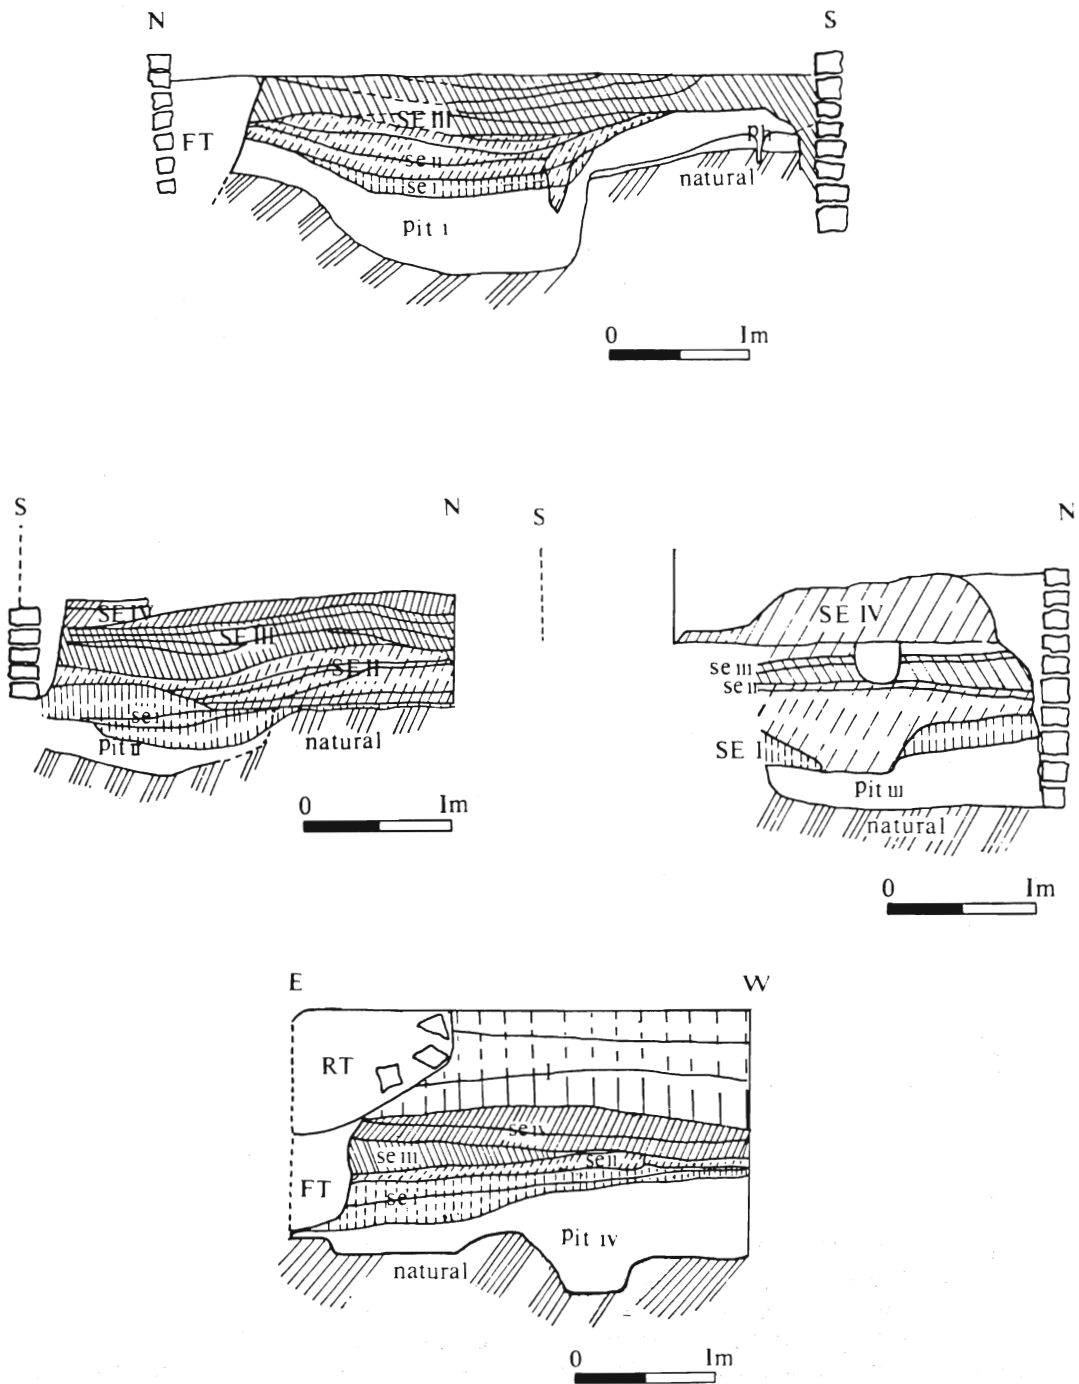 N S
FT
SE III
ph
se II
se I
natural
pit I
0 1m
S N
SE IV
SE III
SE II
se I
pit II
natural
0 1m
S N
SE IV
se III
se II
SE I
pit III
natural
0 1m
E W
RT
se IV
se III se II
FT
se I
pit IV
natural
0 1m